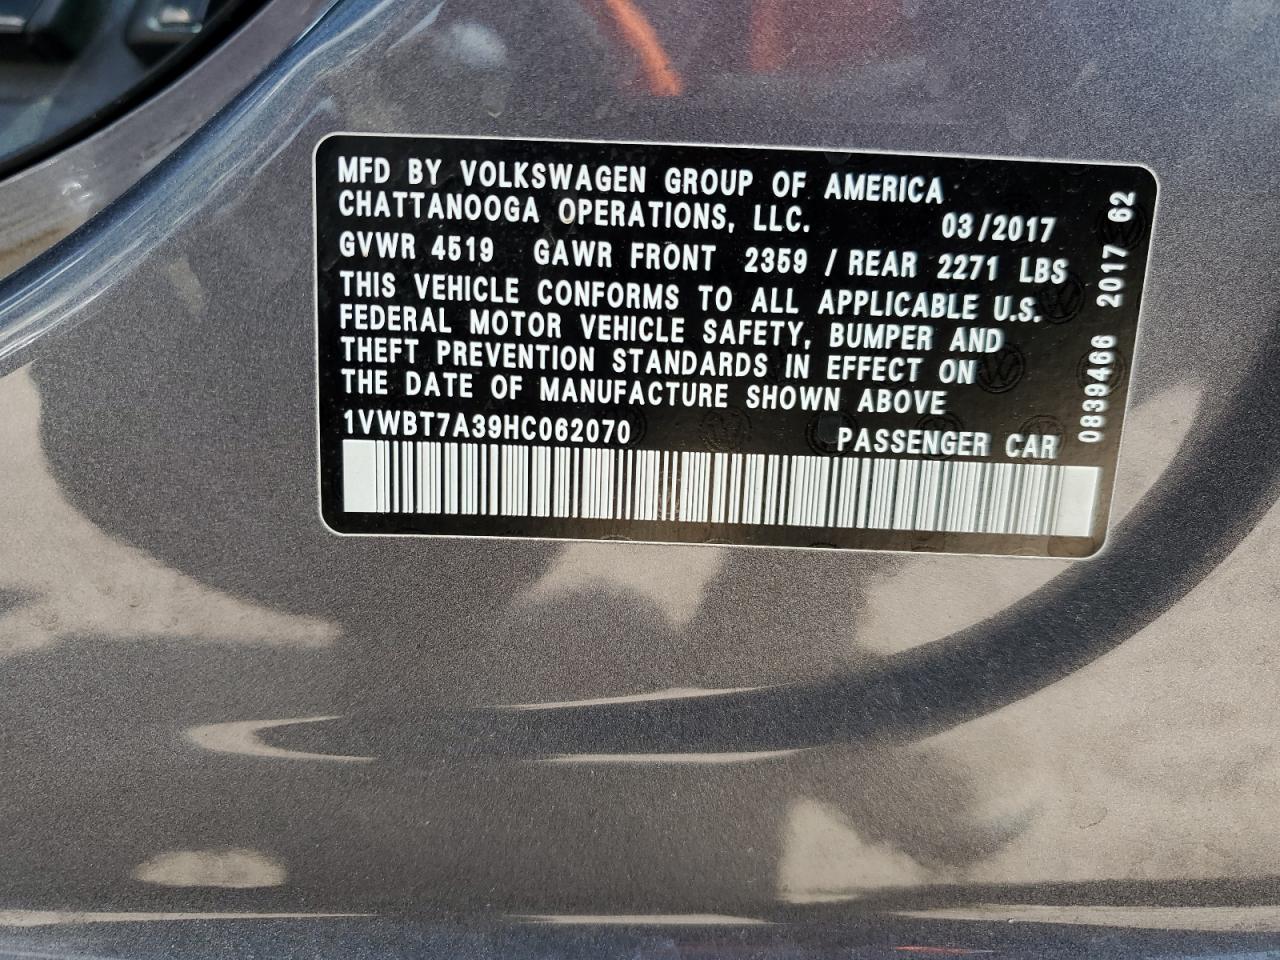 MFD BY VOLKSWAGEN GROUP OF AMERICA
CHATTANOOGA OPERATIONS, LLC. 03/2017
GVWR 4519 GAWR FRONT 2359 / REAR 2271 LBS
THIS VEHICLE CONFORMS TO ALL APPLICABLE U.S.
FEDERAL MOTOR VEHICLE SAFETY, BUMPER AND
THEFT PREVENTION STANDARDS IN EFFECT ON
THE DATE OF MANUFACTURE SHOWN ABOVE
1VWBT7A39HC062070 PASSENGER CAR
0839466 2017 62